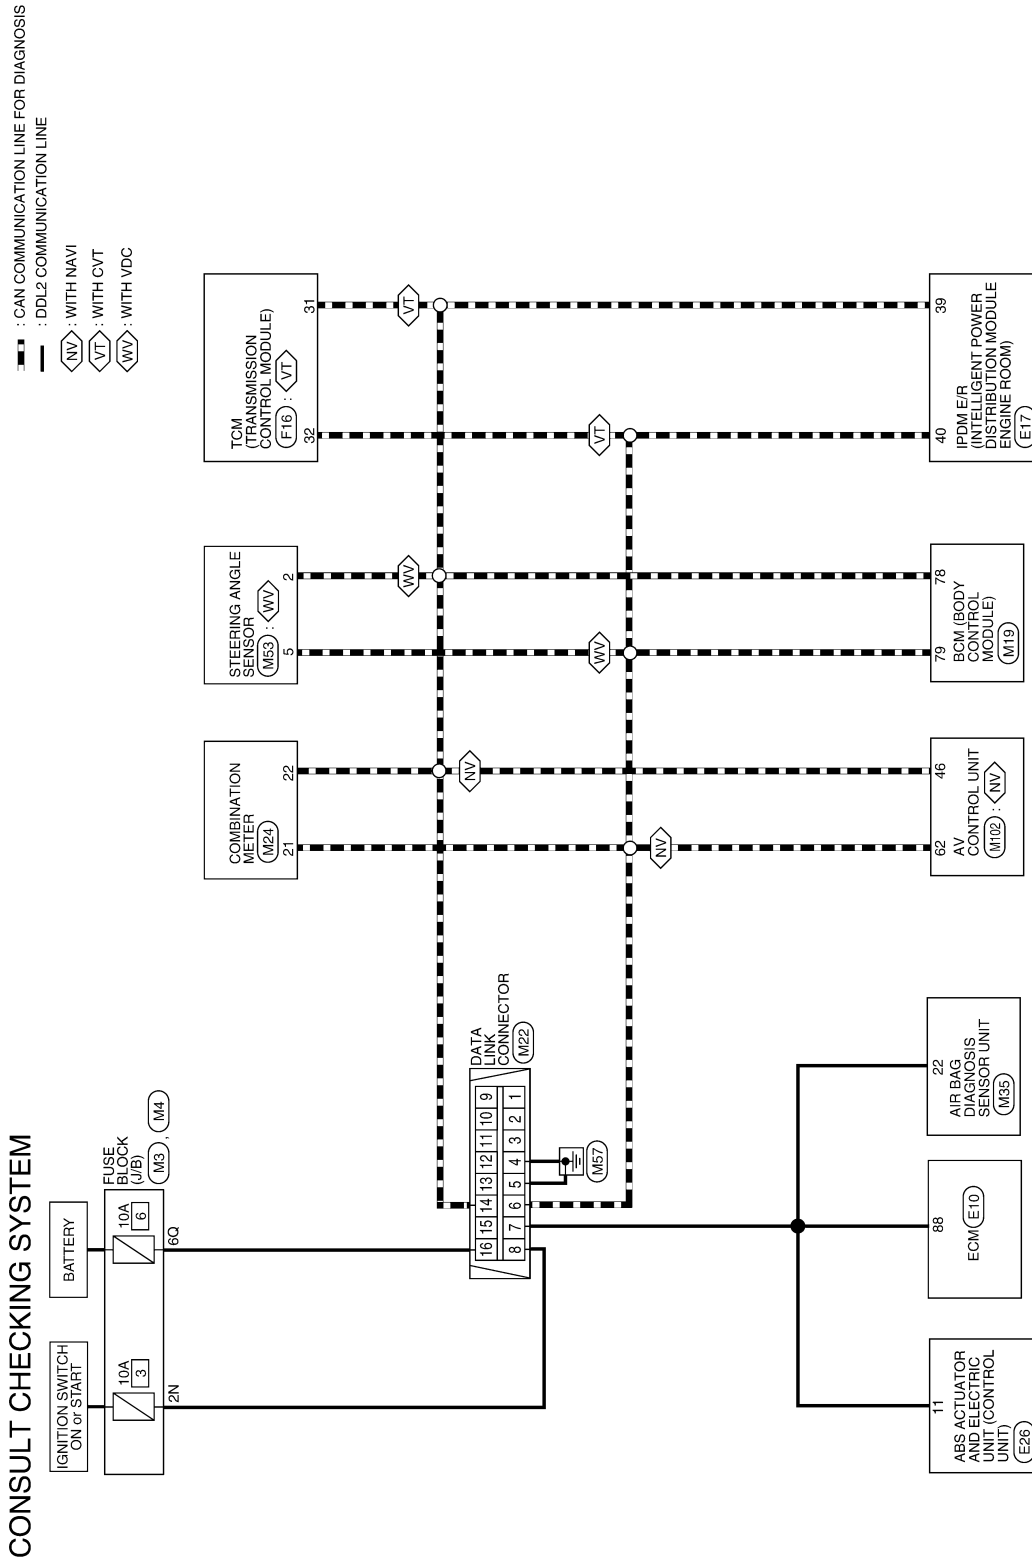 CONSULT CHECKING SYSTEM
: CAN COMMUNICATION LINE FOR DIAGNOSIS
: DDL2 COMMUNICATION LINE
NV : WITH NAVI
VT : WITH CVT
WV : WITH VDC
IGNITION SWITCH
ON or START
BATTERY
FUSE
BLOCK
(J/B)
M3 , M4
10A
3
10A
6
2N
6Q
DATA
LINK
CONNECTOR
M22
16 15 14 13 12 11 10 9
8 7 6 5 4 3 2 1
M57
COMBINATION
METER
M24
21
22
STEERING ANGLE
SENSOR
M53 : WV
5
2
TCM
(TRANSMISSION
CONTROL MODULE)
F16 : VT
32
31
WV
VT
NV
WV
VT
NV
11
ABS ACTUATOR
AND ELECTRIC
UNIT (CONTROL
UNIT)
E26
88
ECM E10
22
AIR BAG
DIAGNOSIS
SENSOR UNIT
M35
62
46
AV
CONTROL UNIT
M102 : NV
79
78
BCM (BODY
CONTROL
MODULE)
M19
40
39
IPDM E/R
(INTELLIGENT POWER
DISTRIBUTION MODULE
ENGINE ROOM)
E17